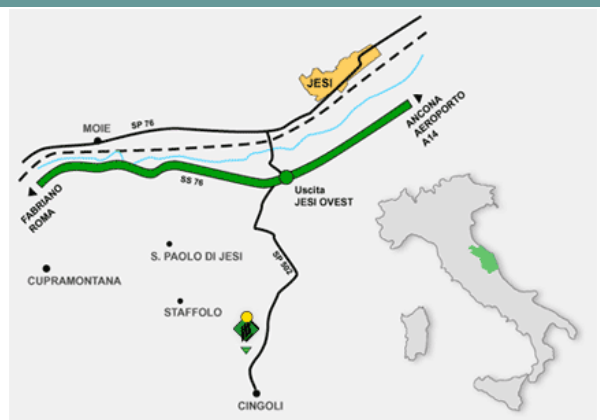 JESI
MOIE
SP 76
ANCONA
AEROPORTO
A14
SS 76
Uscita
JESI OVEST
FABRIANO
ROMA
S. PAOLO DI JESI
SP 502
CUPRAMONTANA
STAFFOLO
CINGOLI